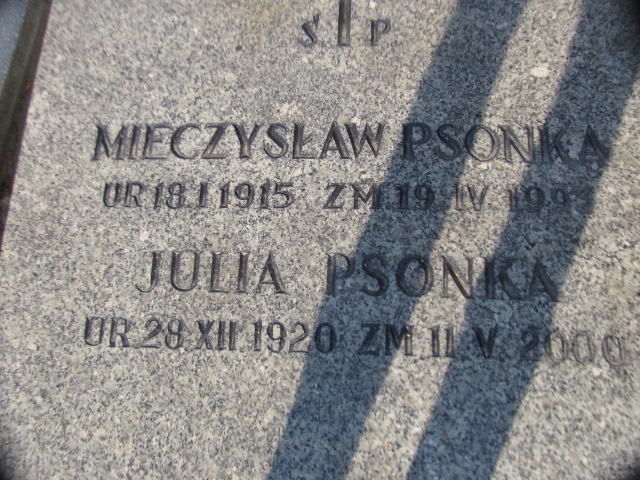 Ś P
MIECZYSŁAW PSONKA
UR 18.I 1915 ZM 19 IV
JULIA PSONKA
UR. 28 XII 1920 ZM. 11 V 2000